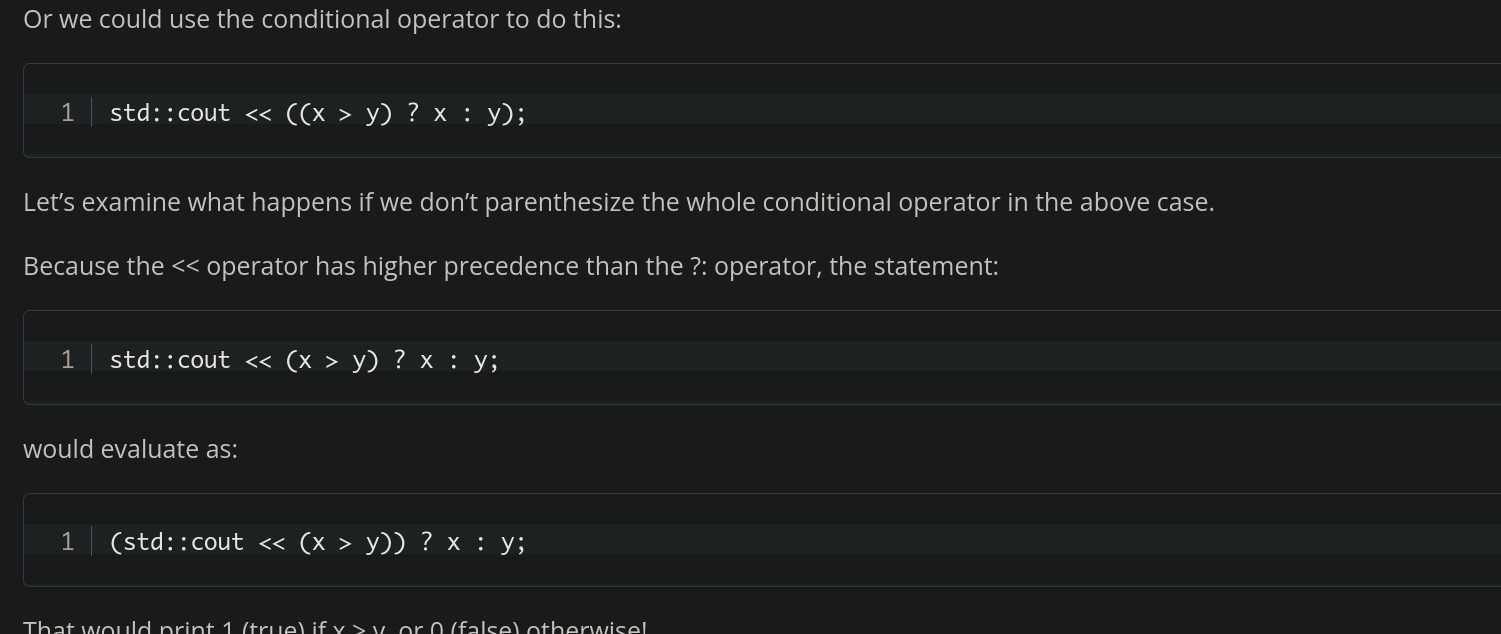 Or we could use the conditional operator to do this:
1 std::cout << ((x > y) ? x : y);
Let’s examine what happens if we don’t parenthesize the whole conditional operator in the above case.
Because the << operator has higher precedence than the ?: operator, the statement:
1 std::cout << (x > y) ? x : y;
would evaluate as:
1 (std::cout << (x > y)) ? x : y;
That would print 1 (true) if x > y, or 0 (false) otherwise!